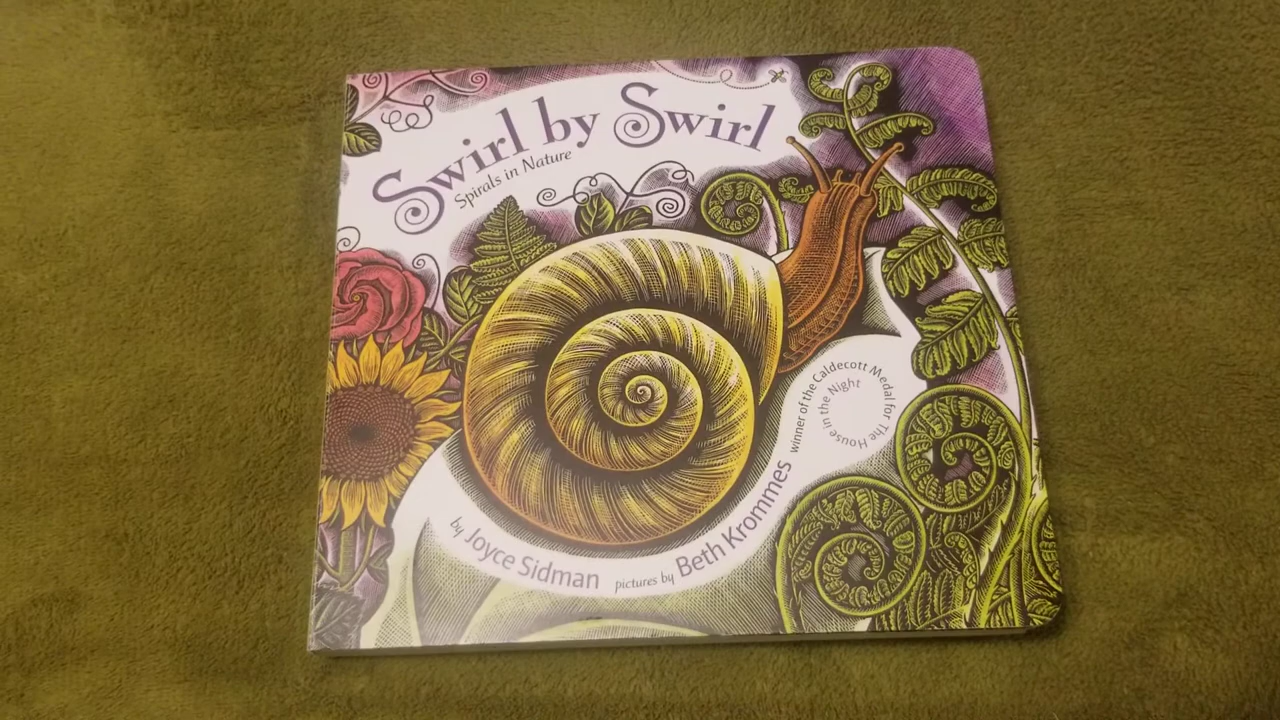 Swirl by Swirl
Spirals in Nature
winner of the Caldecott Medal for The House in the Night
by Joyce Sidman
pictures by Beth Krommes